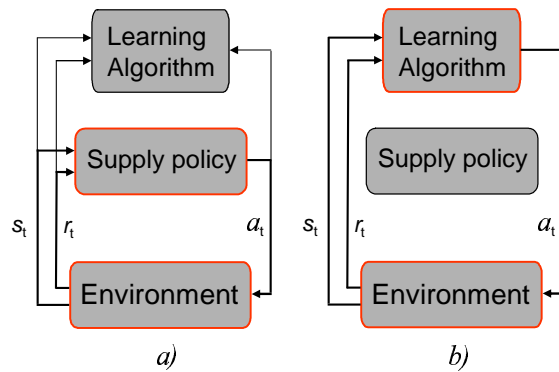 Learning
Algorithm
Supply policy
s_t
r_t
a_t
Environment
a)
Learning
Algorithm
Supply policy
s_t
r_t
a_t
Environment
b)